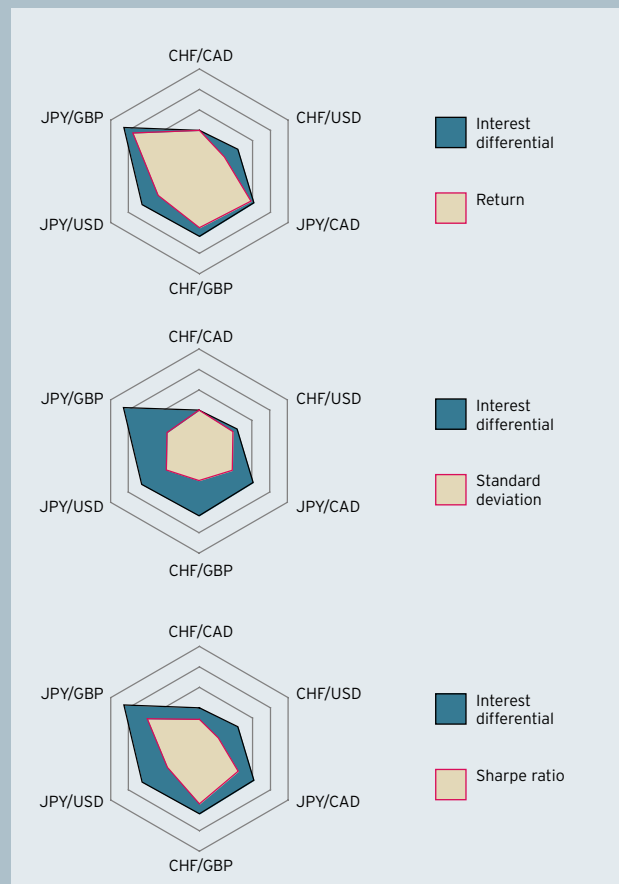 CHF/CAD
JPY/GBP
CHF/USD
JPY/USD
JPY/CAD
CHF/GBP
Interest
differential
Return
CHF/CAD
JPY/GBP
CHF/USD
JPY/USD
JPY/CAD
CHF/GBP
Interest
differential
Standard
deviation
CHF/CAD
JPY/GBP
CHF/USD
JPY/USD
JPY/CAD
CHF/GBP
Interest
differential
Sharpe ratio